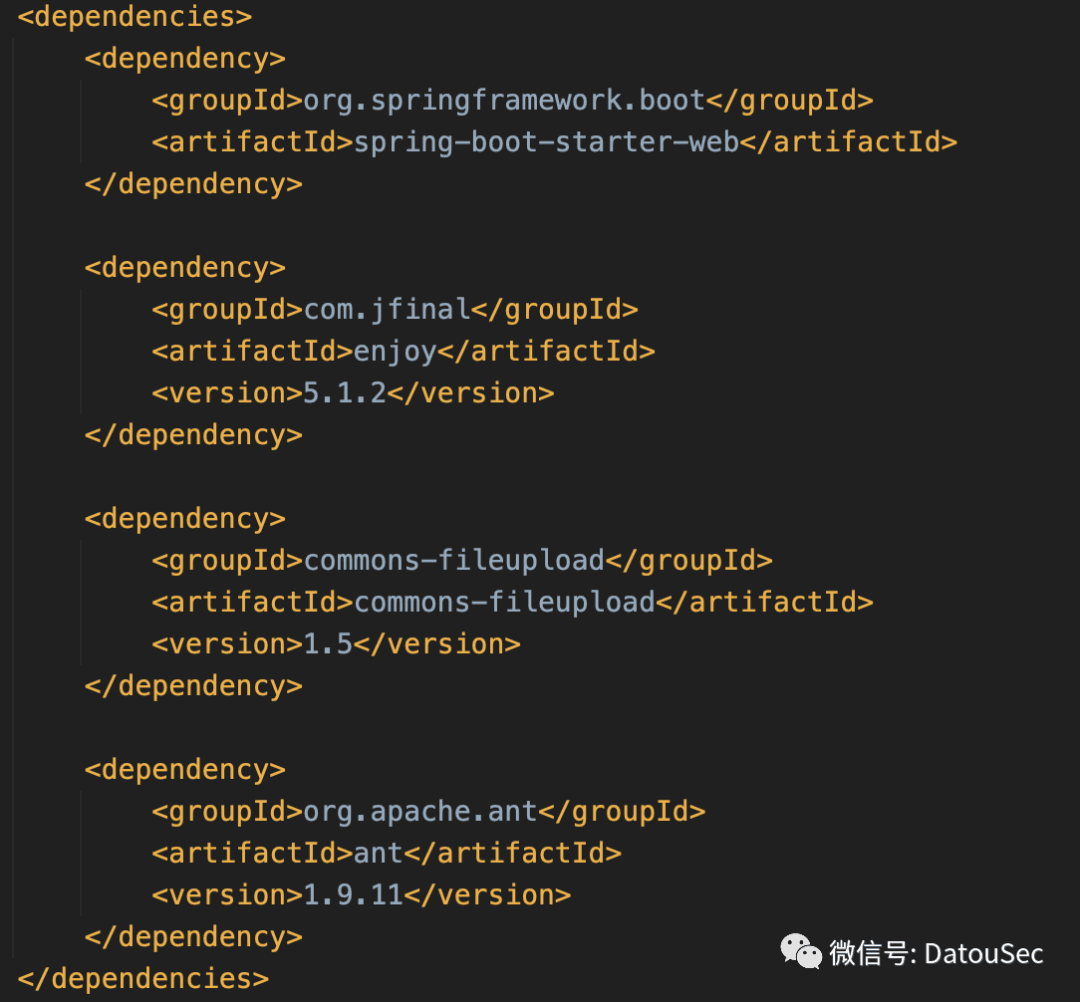 <dependencies>
    <dependency>
        <groupId>org.springframework.boot</groupId>
        <artifactId>spring-boot-starter-web</artifactId>
    </dependency>

    <dependency>
        <groupId>com.jfinal</groupId>
        <artifactId>enjoy</artifactId>
        <version>5.1.2</version>
    </dependency>

    <dependency>
        <groupId>commons-fileupload</groupId>
        <artifactId>commons-fileupload</artifactId>
        <version>1.5</version>
    </dependency>

    <dependency>
        <groupId>org.apache.ant</groupId>
        <artifactId>ant</artifactId>
        <version>1.9.11</version>
    </dependency>
</dependencies>
微信号: DatouSec